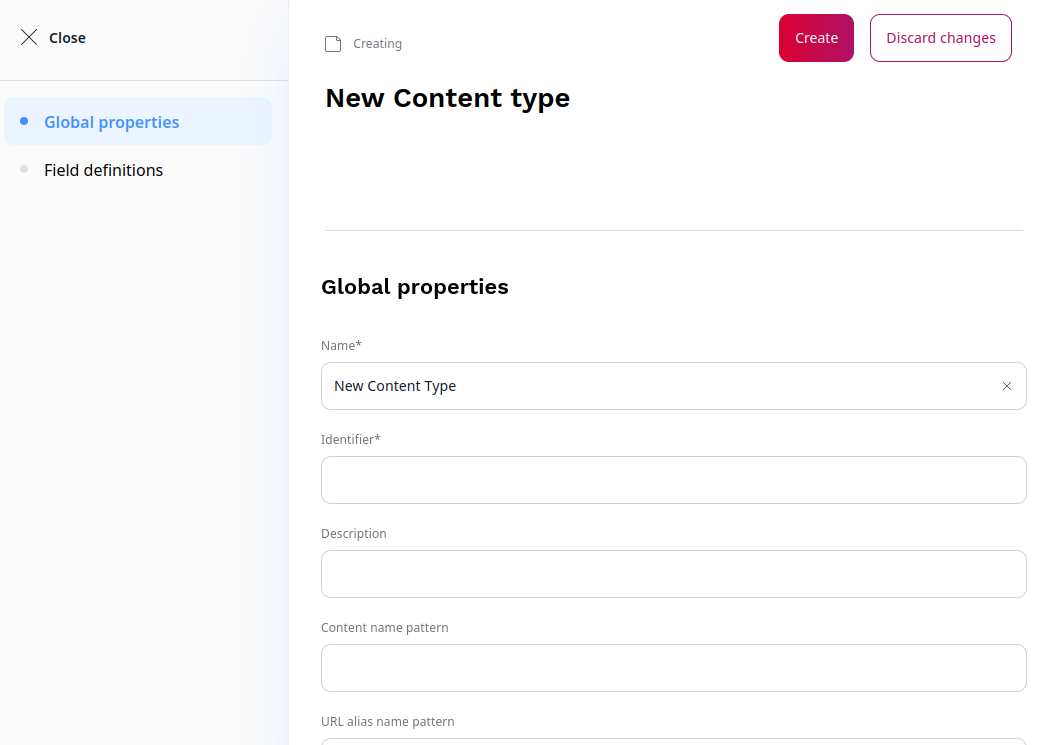 Close
Global properties
Field definitions
Creating
Create
Discard changes
New Content type
Global properties
Name*
New Content Type
Identifier*
Description
Content name pattern
URL alias name pattern